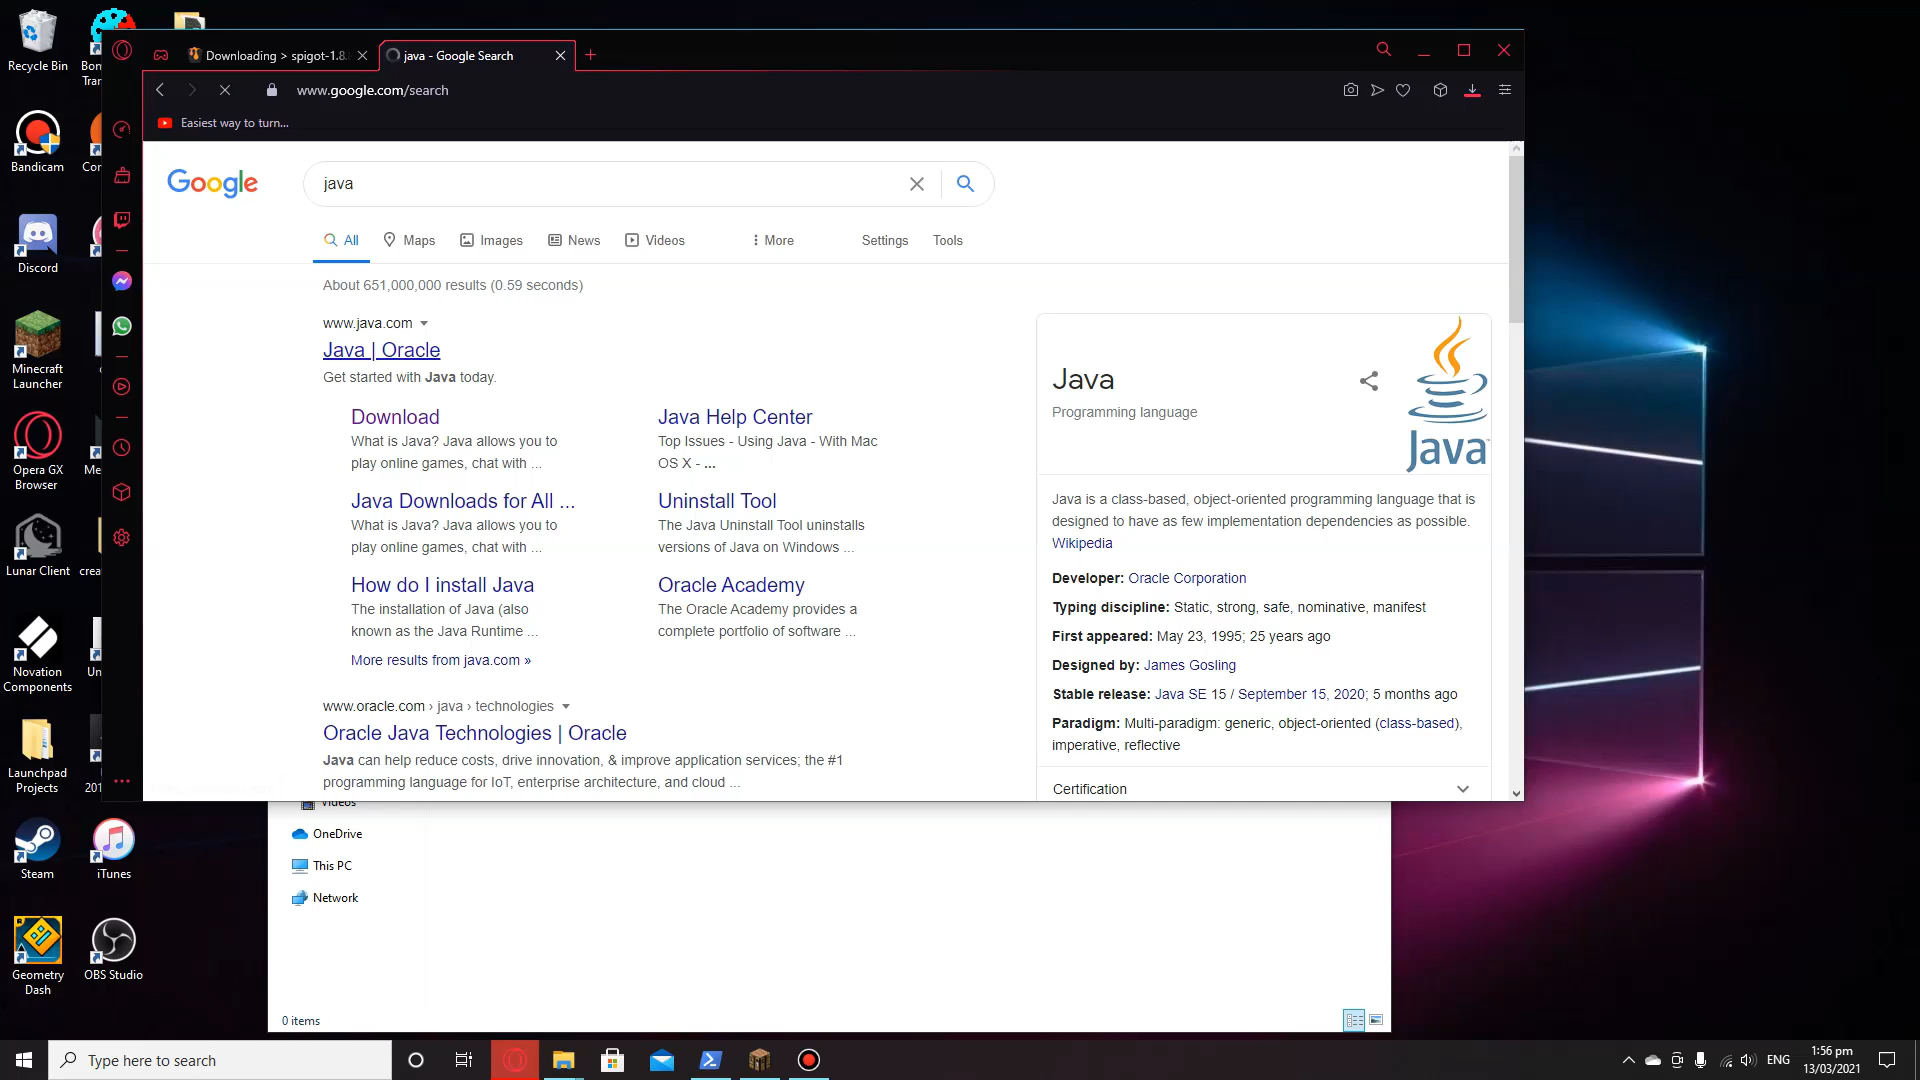 Recycle Bin
Bon
Tran
Bandicam
Cor
Discord
Minecraft
Launcher
Opera GX
Browser
Me
Lunar Client
crea
Novation
Components
Un
Launchpad
Projects
201
Steam
iTunes
Geometry
Dash
OBS Studio
Downloading > spigot-1.8.
java - Google Search
www.google.com/search
Easiest way to turn...
Google
java
All
Maps
Images
News
Videos
More
Settings
Tools
About 651,000,000 results (0.59 seconds)
www.java.com
Java | Oracle
Get started with Java today.
Download
What is Java? Java allows you to
play online games, chat with ...
Java Help Center
Top Issues - Using Java - With Mac
OS X - ...
Java Downloads for All ...
What is Java? Java allows you to
play online games, chat with ...
Uninstall Tool
The Java Uninstall Tool uninstalls
versions of Java on Windows ...
How do I install Java
The installation of Java (also
known as the Java Runtime ...
Oracle Academy
The Oracle Academy provides a
complete portfolio of software ...
More results from java.com »
www.oracle.com › java › technologies
Oracle Java Technologies | Oracle
Java can help reduce costs, drive innovation, & improve application services; the #1
programming language for IoT, enterprise architecture, and cloud ...
Java
Programming language
Java
Java is a class-based, object-oriented programming language that is
designed to have as few implementation dependencies as possible.
Wikipedia
Developer: Oracle Corporation
Typing discipline: Static, strong, safe, nominative, manifest
First appeared: May 23, 1995; 25 years ago
Designed by: James Gosling
Stable release: Java SE 15 / September 15, 2020; 5 months ago
Paradigm: Multi-paradigm: generic, object-oriented (class-based),
imperative, reflective
Certification
Videos
OneDrive
This PC
Network
0 items
Type here to search
ENG
1:56 pm
13/03/2021